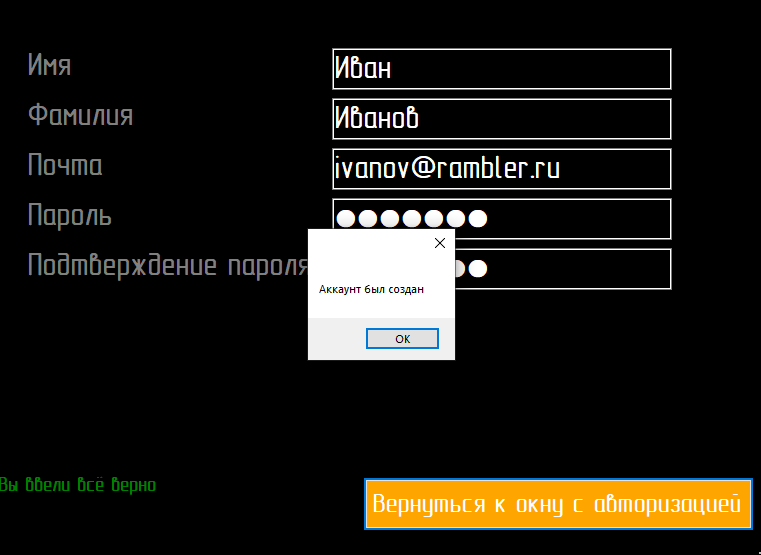 Имя
Иван
Фамилия
Иванов
Почта
ivanov@rambler.ru
Пароль
●●●●●●●
Подтверждение пароля
●●
Аккаунт был создан
ОК
Вы ввели всё верно
Вернуться к окну с авторизацией